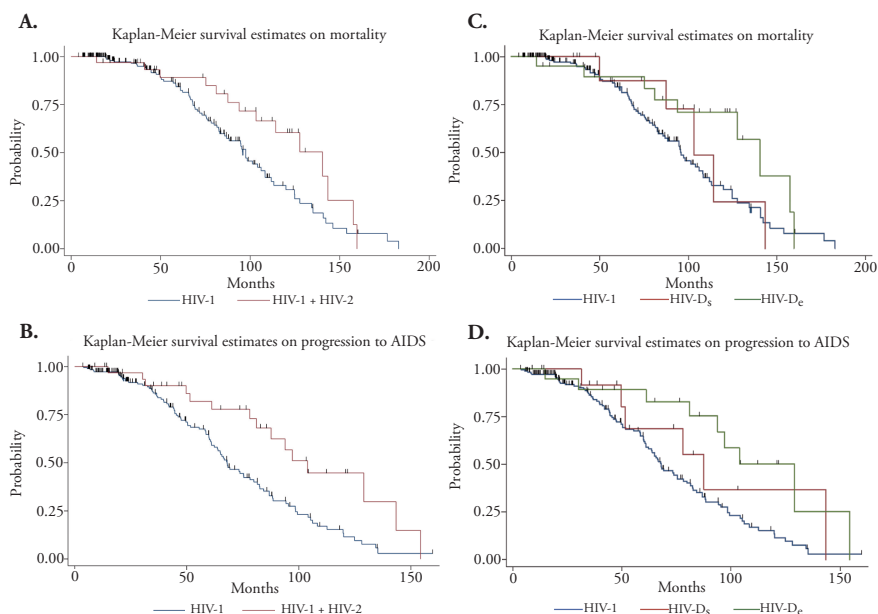 A.
Kaplan-Meier survival estimates on mortality
1.00
0.75
0.50
0.25
0.00
Probability
0 50 100 150 200
Months
HIV-1 HIV-1 + HIV-2
B.
Kaplan-Meier survival estimates on progression to AIDS
1.00
0.75
0.50
0.25
0.00
Probability
0 50 100 150
Months
HIV-1 HIV-1 + HIV-2
C.
Kaplan-Meier survival estimates on mortality
1.00
0.75
0.50
0.25
0.00
Probability
0 50 100 150 200
Months
HIV-1 HIV-Ds HIV-De
D.
Kaplan-Meier survival estimates on progression to AIDS
1.00
0.75
0.50
0.25
0.00
Probability
0 50 100 150
Months
HIV-1 HIV-Ds HIV-De